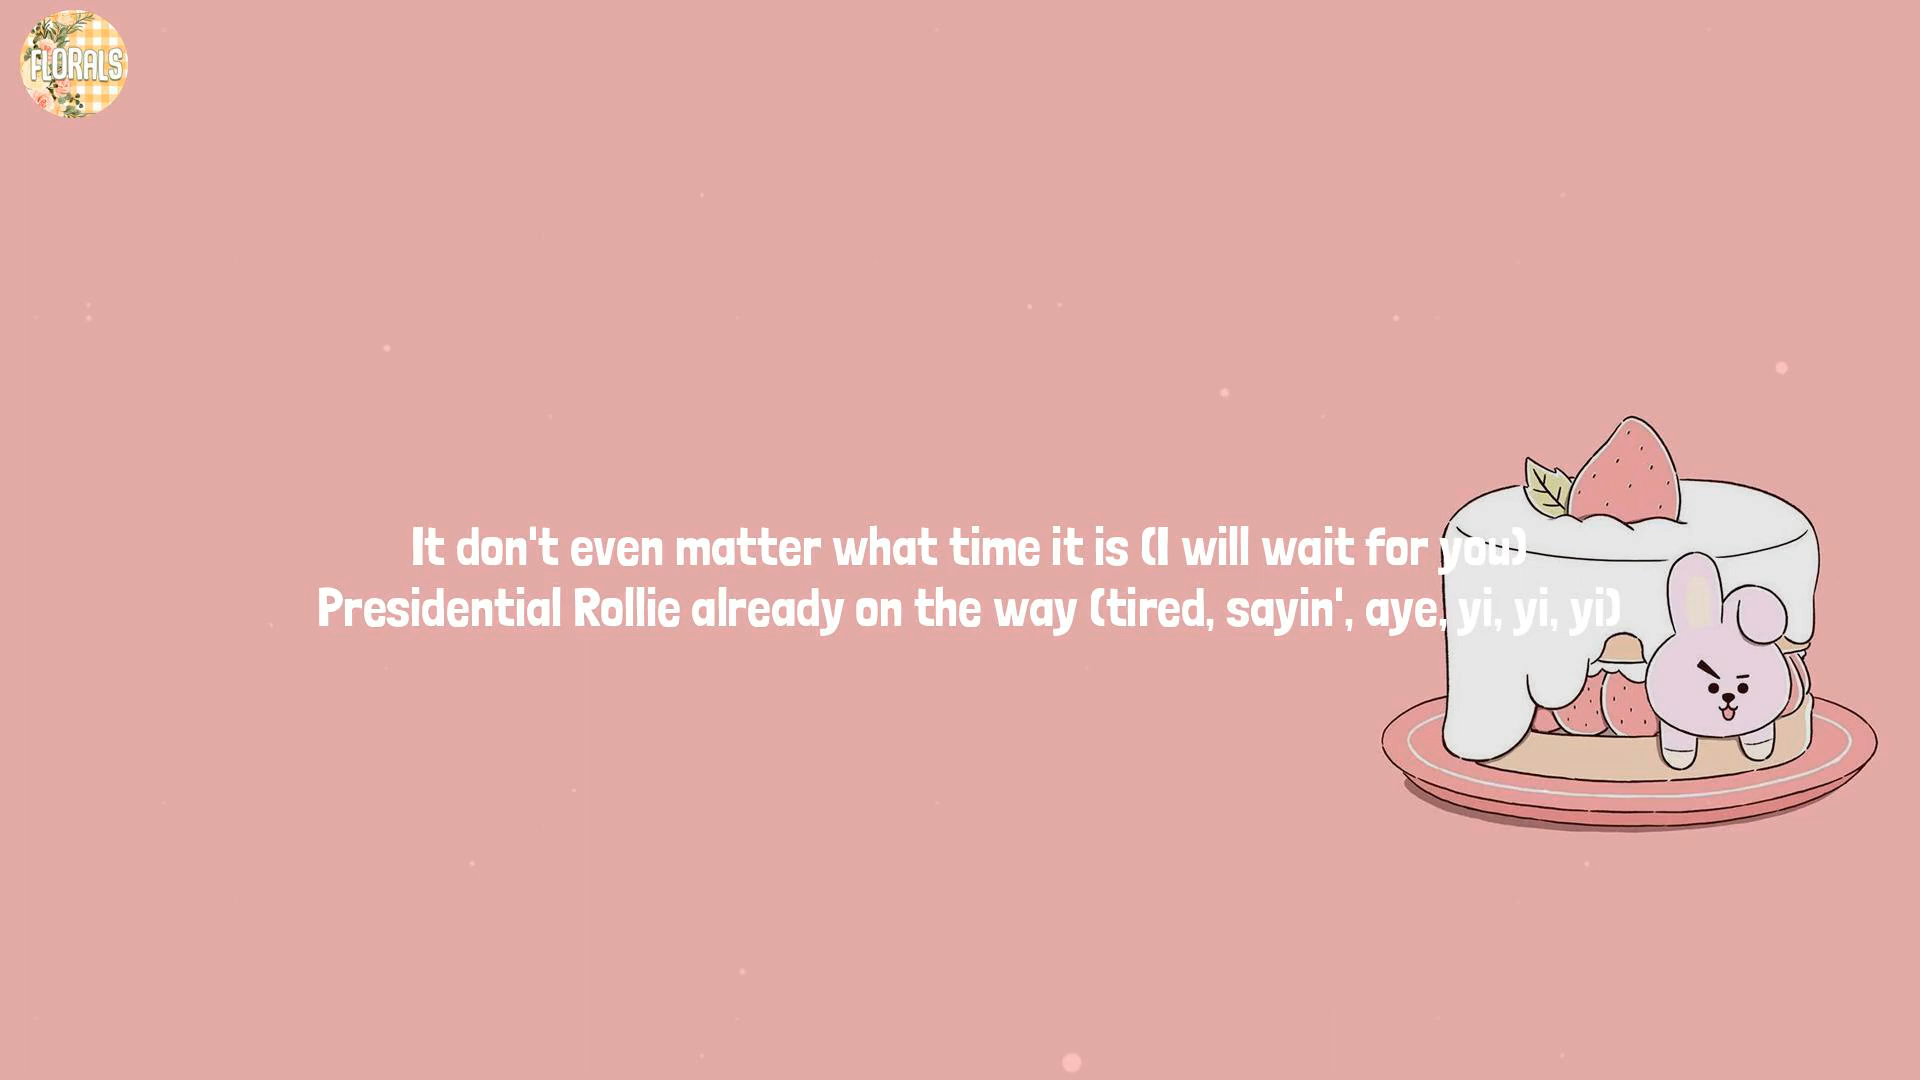 FLORALS
It don't even matter what time it is (I will wait for you)
Presidential Rollie already on the way (tired, sayin', aye, yi, yi, yi)